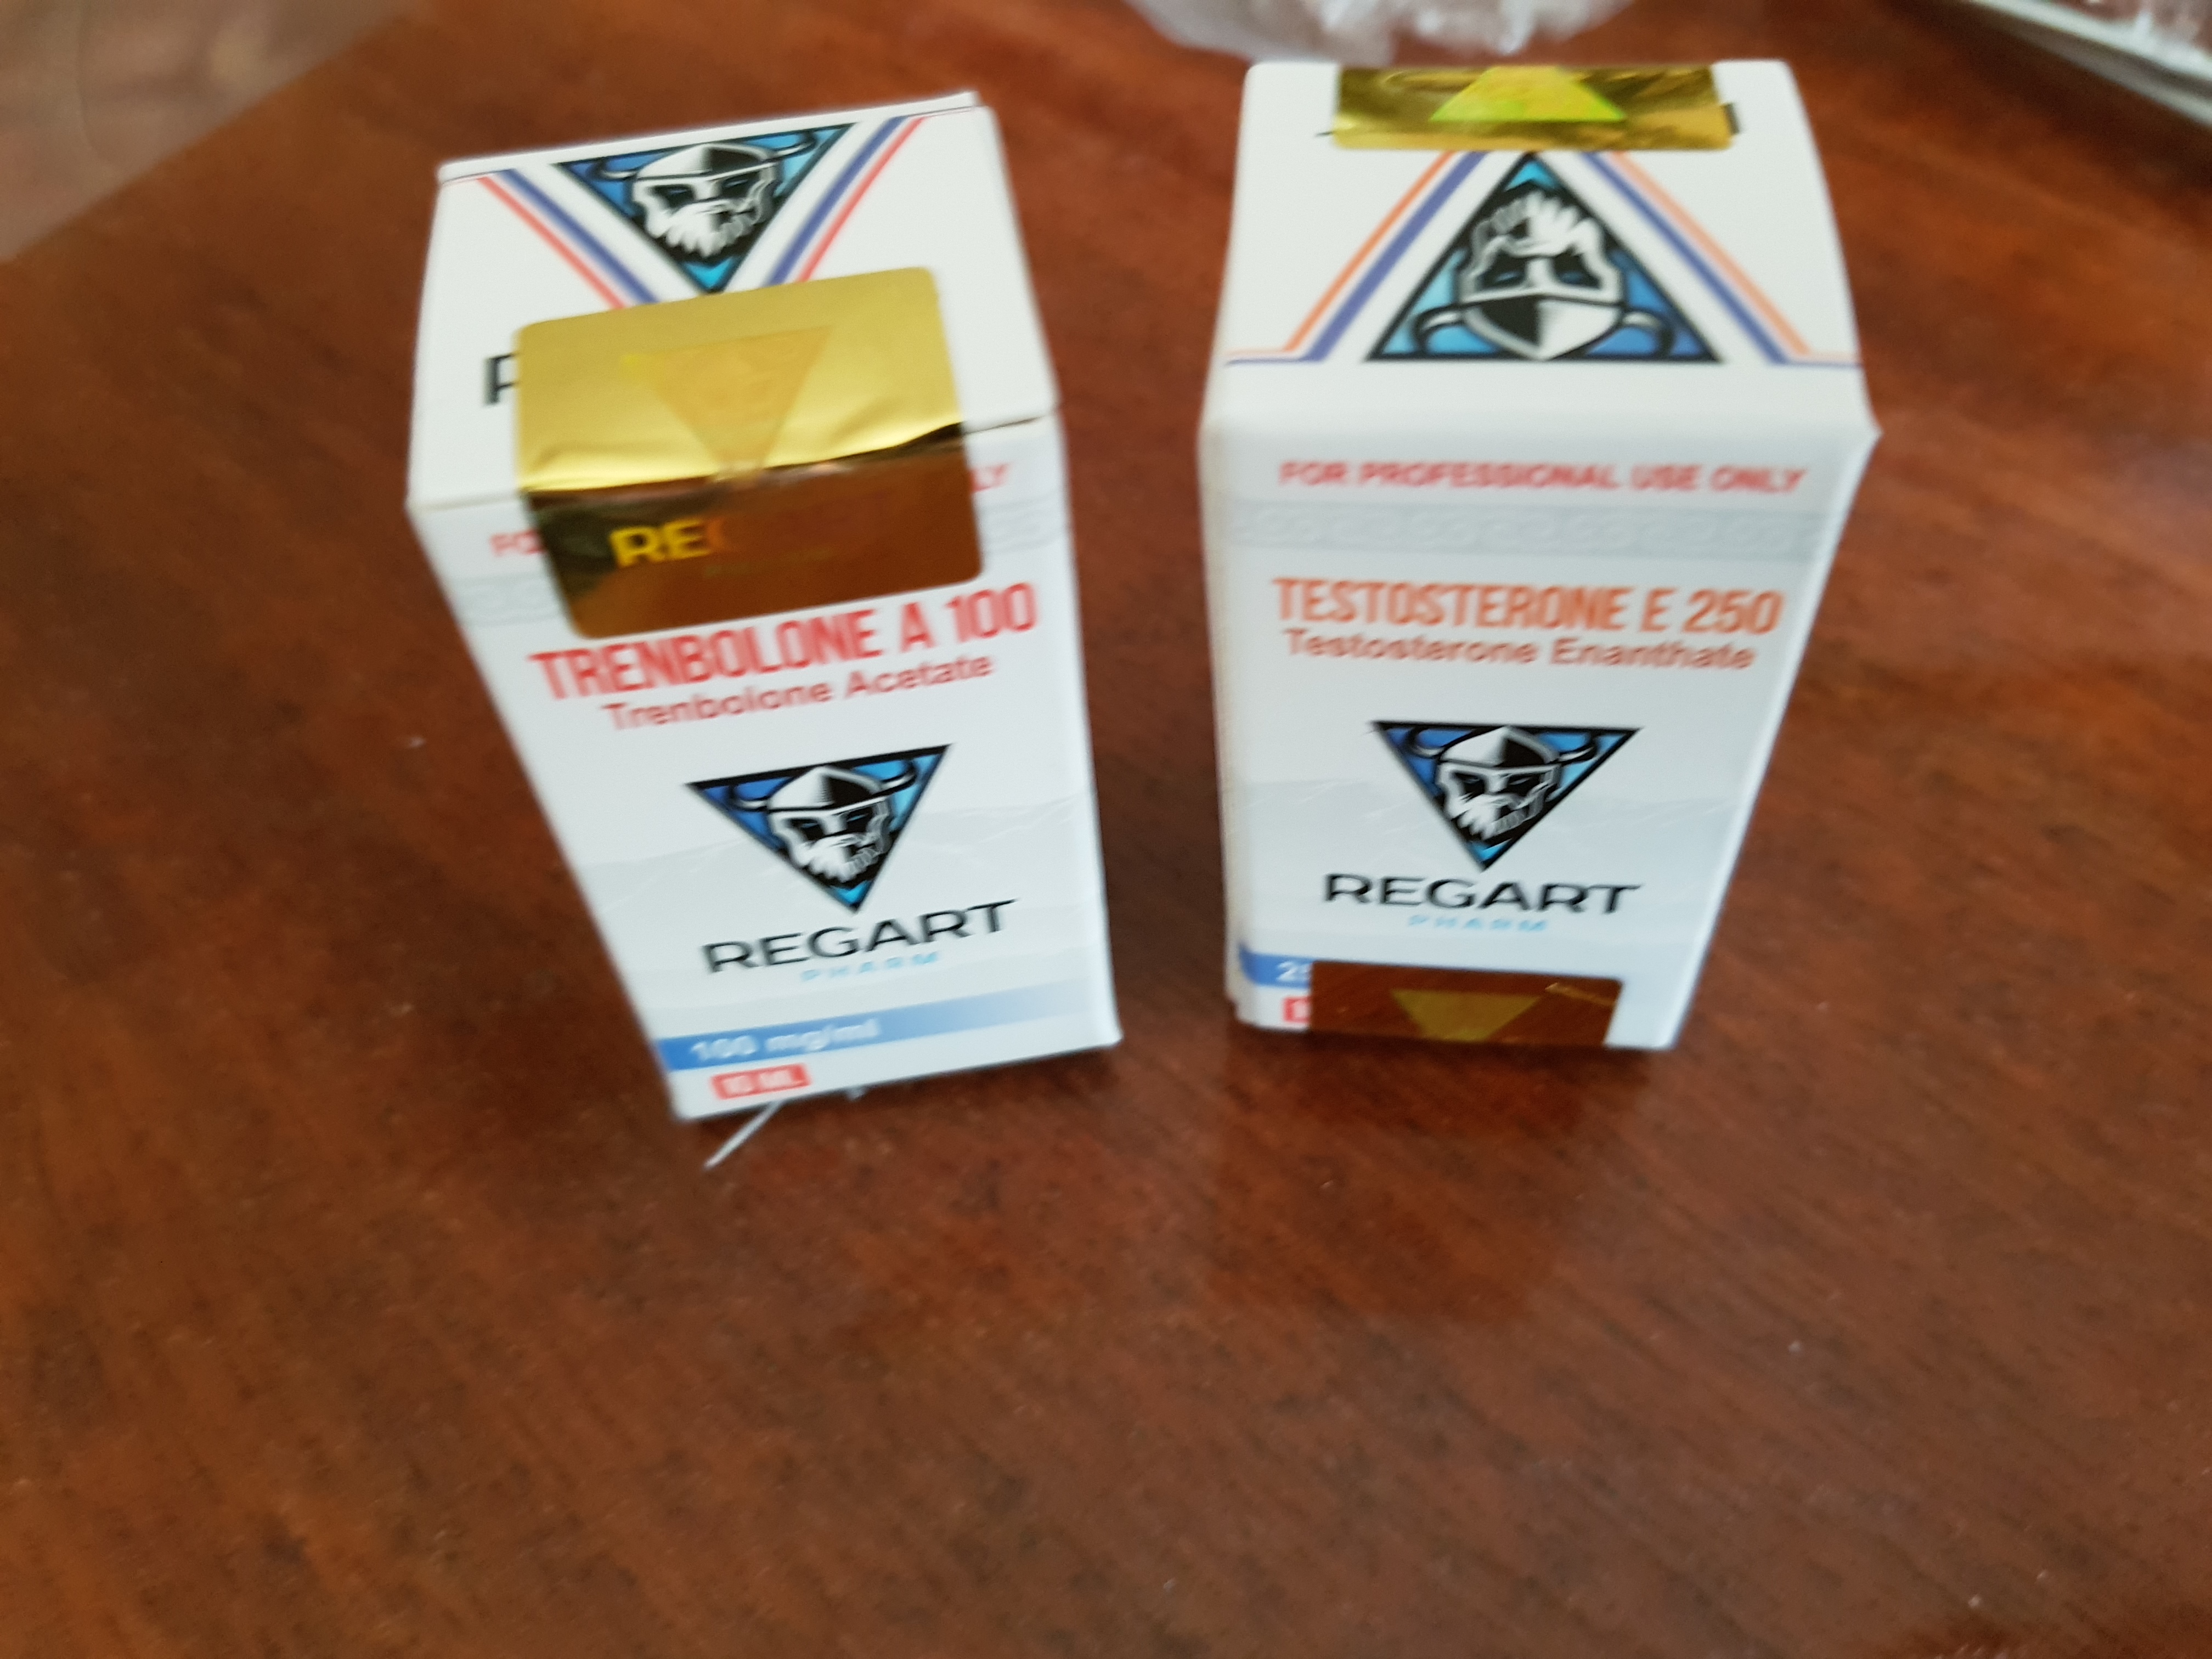 LY
RE
TRENBOLONE A 100
Trenbolone Acetate
REGART
PHARM
100 mg/ml
10 ML
FOR PROFESSIONAL USE ONLY
TESTOSTERONE E 250
Testosterone Enanthate
REGART
PHARM